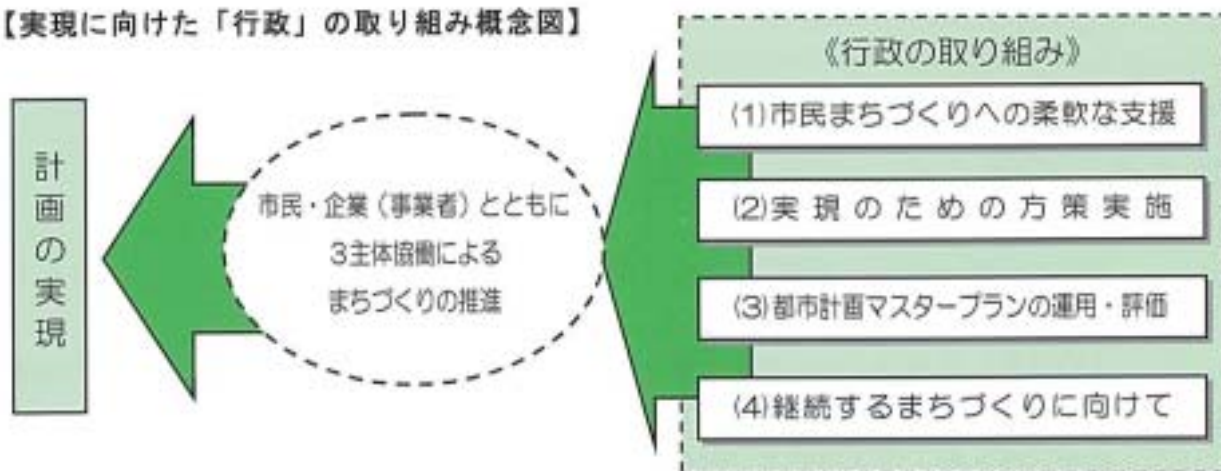 【実現に向けた「行政」の取り組み概念図】
《行政の取り組み》
(1)市民まちづくりへの柔軟な支援
(2)実現のための方策実施
(3)都市計画マスタープランの運用・評価
(4)継続するまちづくりに向けて
市民・企業(事業者)とともに
3主体協働による
まちづくりの推進
計画の実現